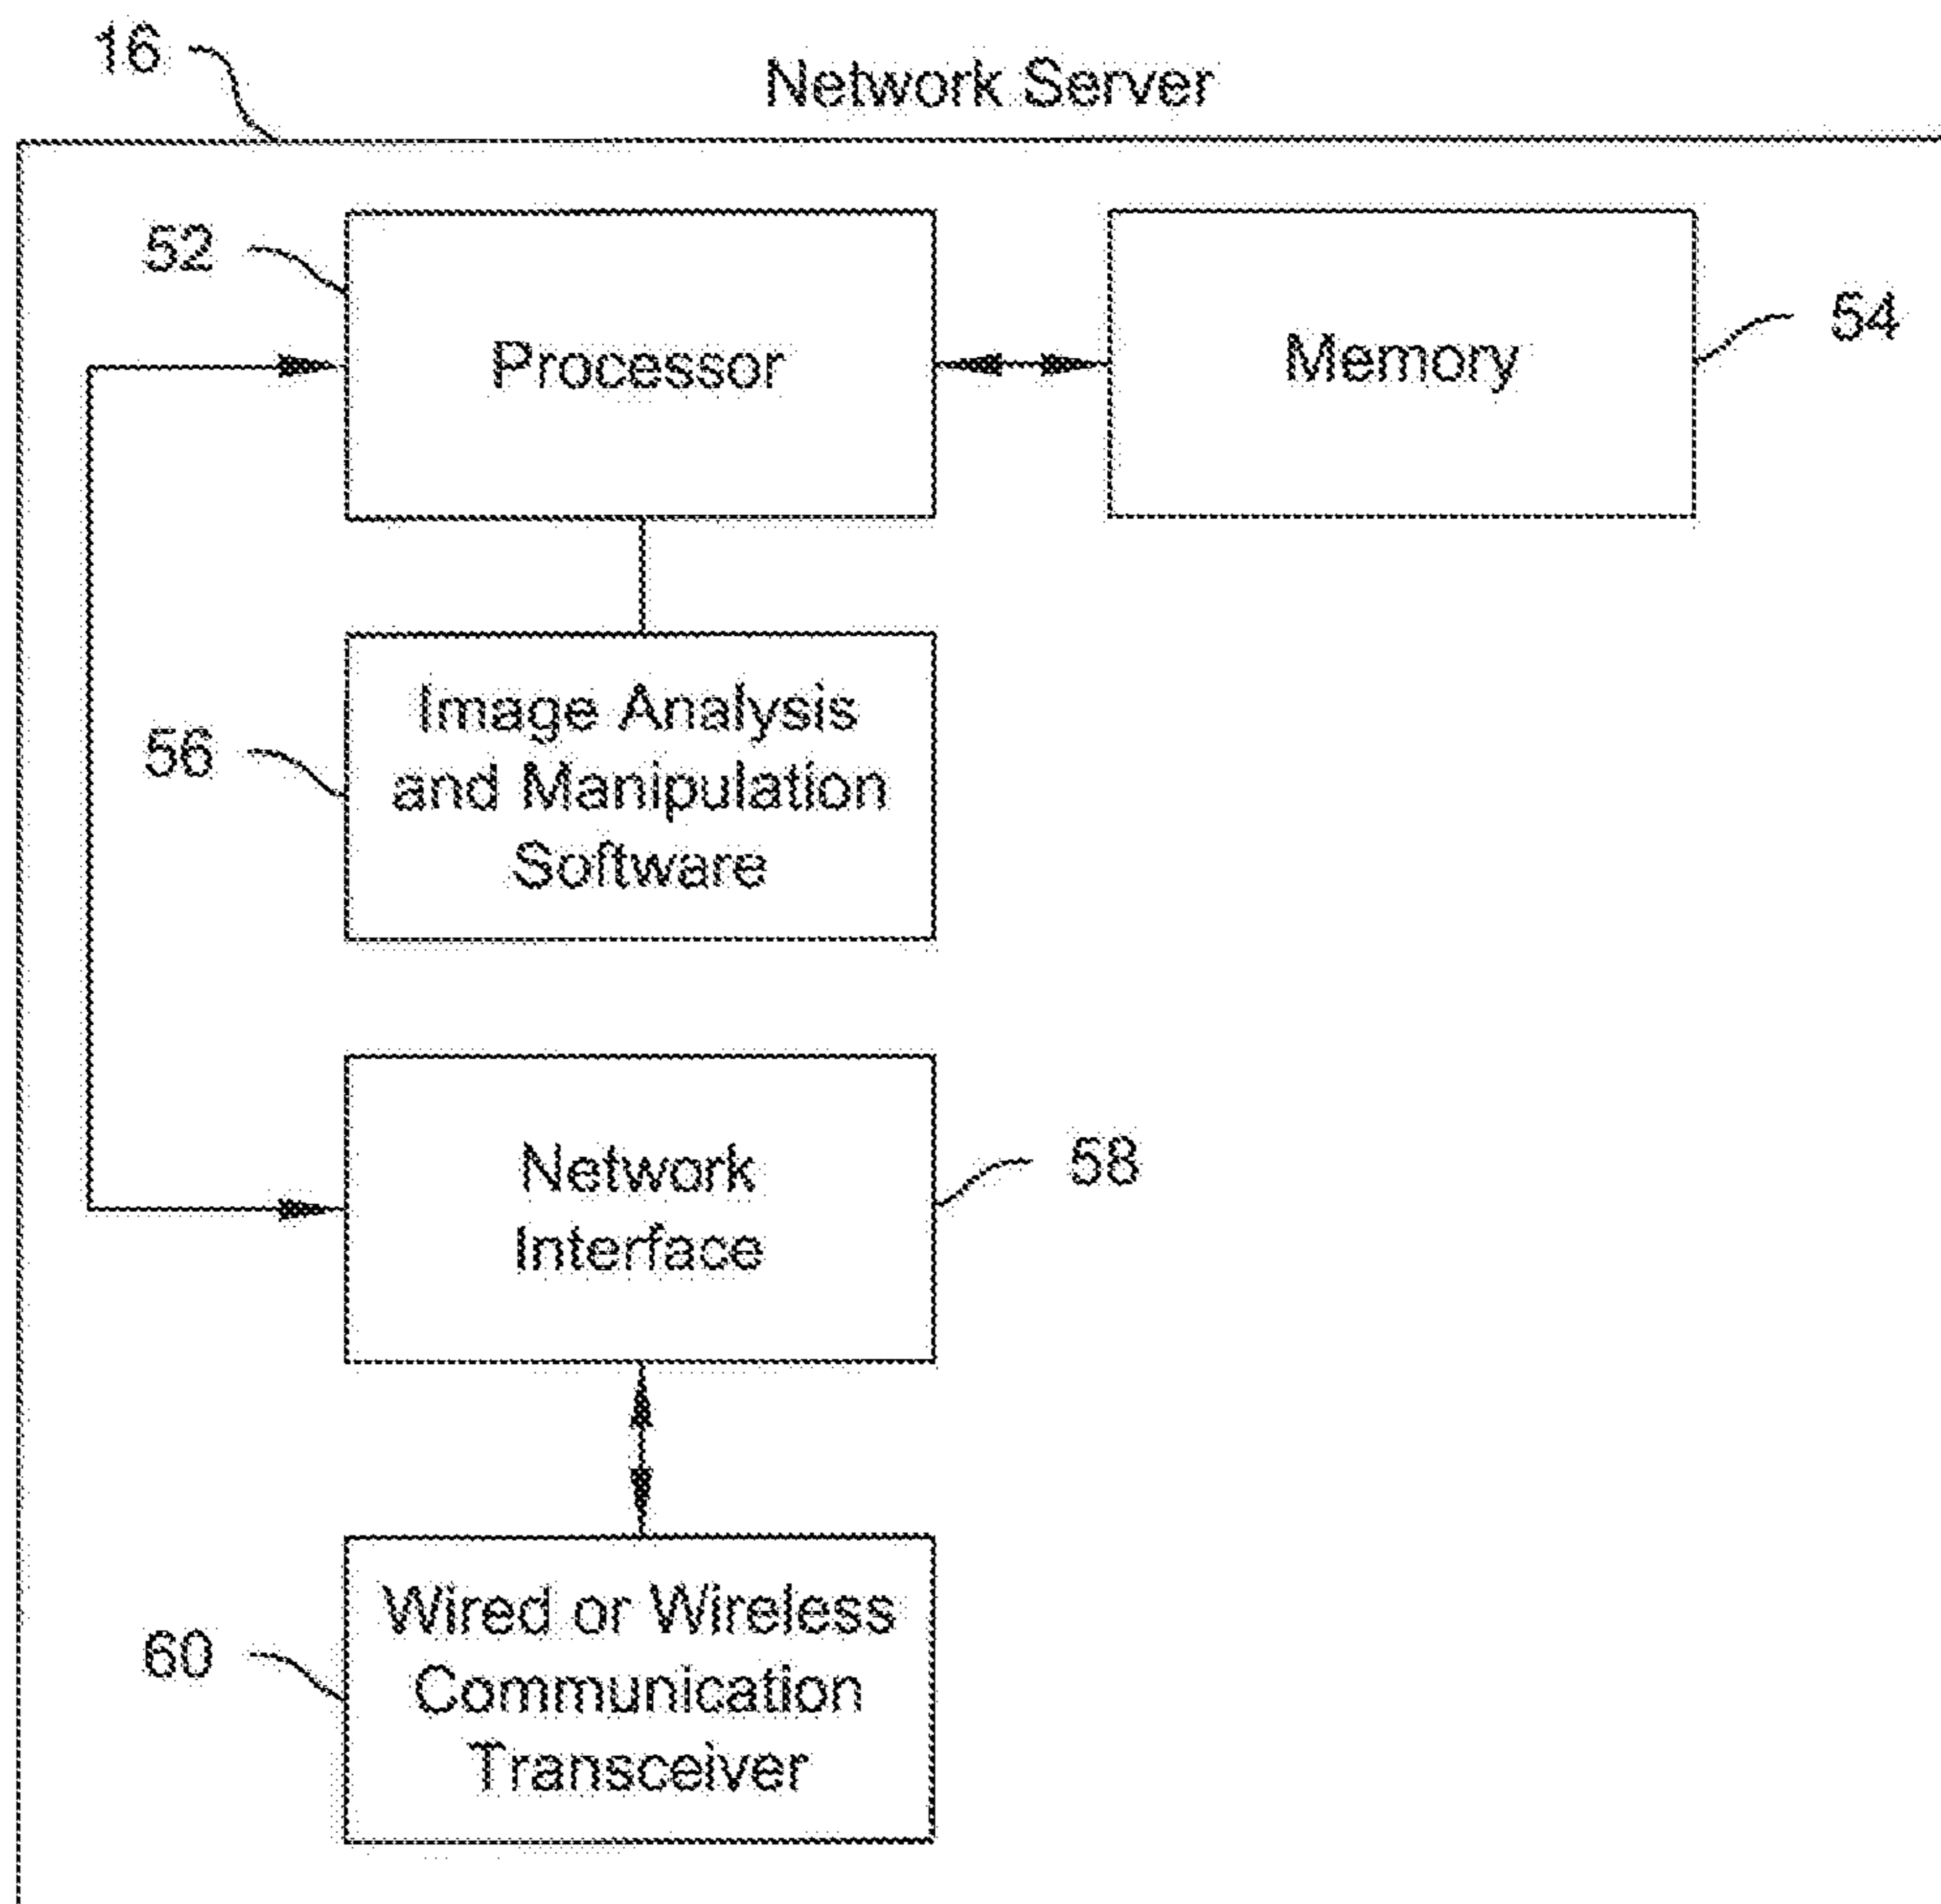 16
Network Server
52
Processor
Memory
54
56
Image Analysis
and Manipulation
Software
Network
Interface
58
60
Wired or Wireless
Communication
Transceiver